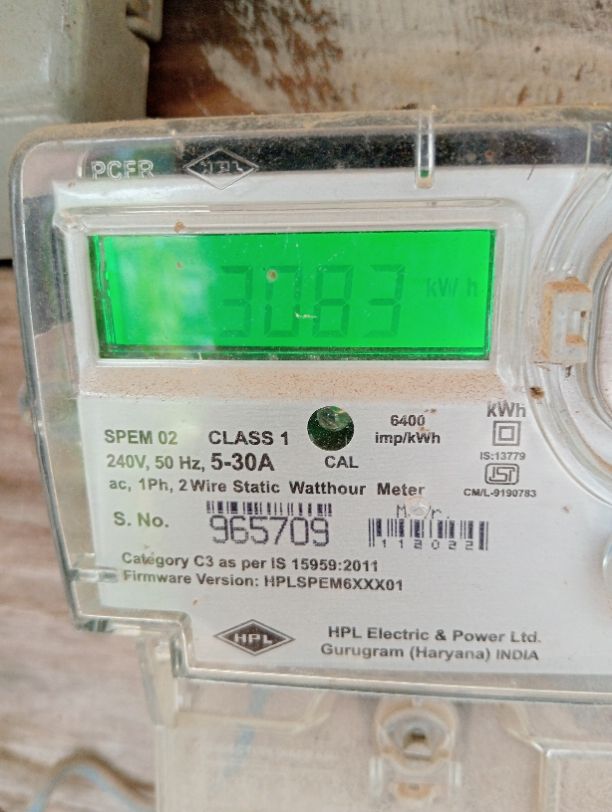 PCER HPL
3083 kWh
SPEM 02 CLASS 1 6400 imp/kWh kWh
240V, 50 Hz, 5-30A CAL IS:13779
ac, 1Ph, 2 Wire Static Watthour Meter CM/L-9190783
S. No. 965709 112022
Category C3 as per IS 15959:2011
Firmware Version: HPLSPEM6XXX01
HPL HPL Electric & Power Ltd.
Gurugram (Haryana) INDIA